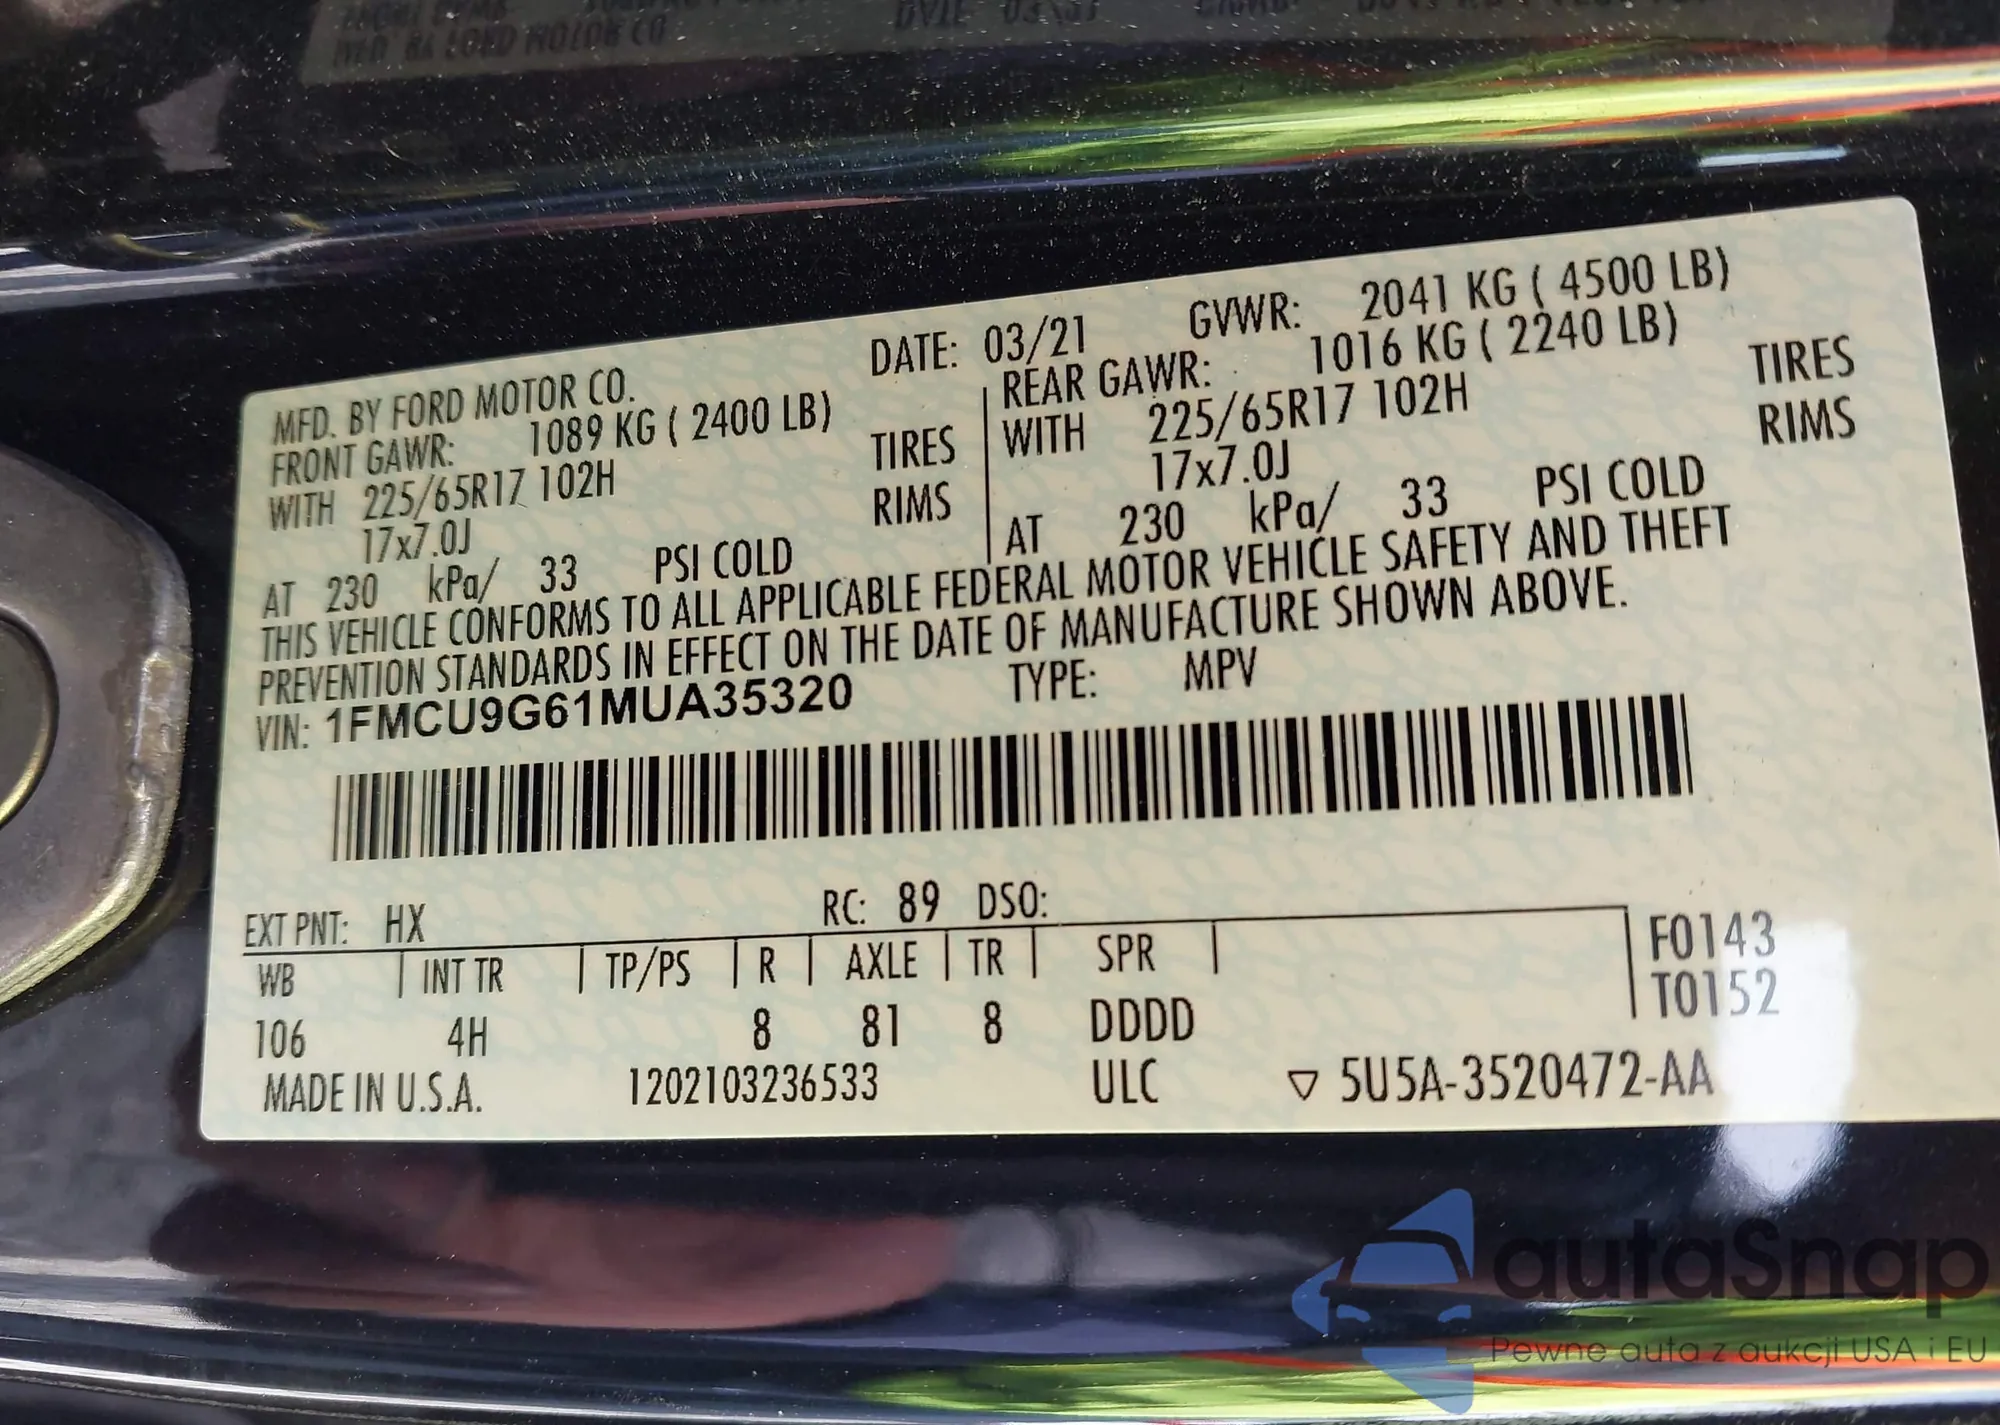 MFD. BY FORD MOTOR CO.
DATE: 03/21
GVWR: 2041 KG ( 4500 LB)
FRONT GAWR: 1089 KG ( 2400 LB)
WITH 225/65R17 102H TIRES
17x7.0J RIMS
AT 230 kPa/ 33 PSI COLD
REAR GAWR: 1016 KG ( 2240 LB)
WITH 225/65R17 102H TIRES
17x7.0J RIMS
AT 230 kPa/ 33 PSI COLD
THIS VEHICLE CONFORMS TO ALL APPLICABLE FEDERAL MOTOR VEHICLE SAFETY AND THEFT
PREVENTION STANDARDS IN EFFECT ON THE DATE OF MANUFACTURE SHOWN ABOVE.
VIN: 1FMCU9G61MUA35320 TYPE: MPV
EXT PNT: HX RC: 89 DSO:
WB INT TR TP/PS R AXLE TR SPR
106 4H 8 81 8 DDDD
F0143
T0152
MADE IN U.S.A. 1202103236533 ULC ▽ 5U5A-3520472-AA
autaSnap
Pewne auta z aukcji USA i EU